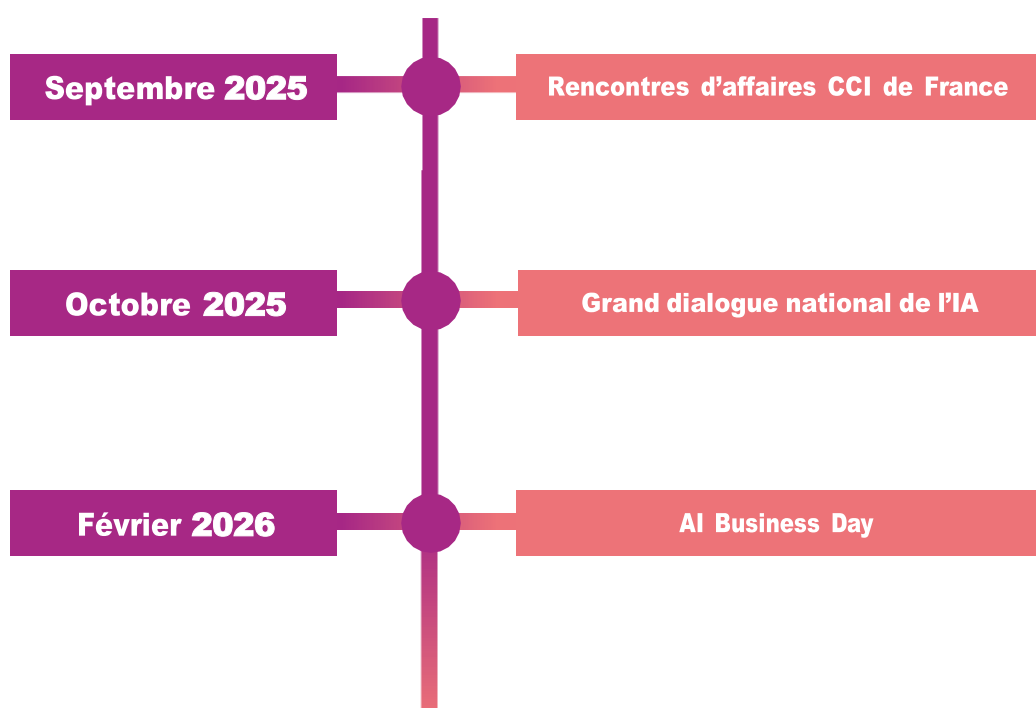 Septembre 2025
Rencontres d’affaires CCI de France
Octobre 2025
Grand dialogue national de l’IA
Février 2026
AI Business Day